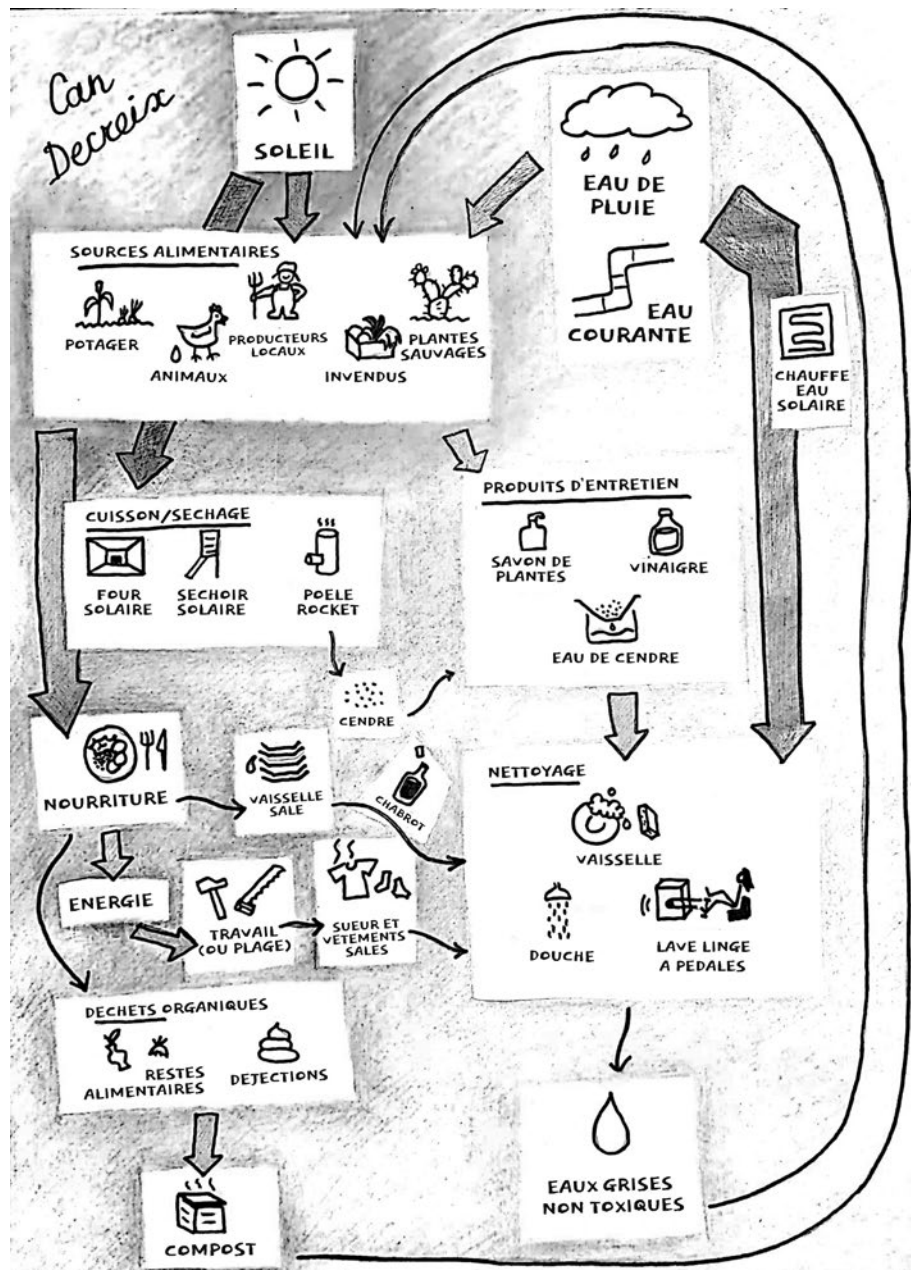 Can
Decreix
SOLEIL
EAU DE
PLUIE
EAU
COURANTE
SOURCES ALIMENTAIRES
POTAGER
ANIMAUX
PRODUCTEURS
LOCAUX
INVENDUS
PLANTES
SAUVAGES
CHAUFFE
EAU
SOLAIRE
CUISSON/SECHAGE
FOUR
SOLAIRE
SECHOIR
SOLAIRE
POELE
ROCKET
PRODUITS D'ENTRETIEN
SAVON DE
PLANTES
VINAIGRE
EAU DE CENDRE
CENDRE
NOURRITURE
VAISSELLE
SALE
CHABROT
NETTOYAGE
VAISSELLE
DOUCHE
LAVE LINGE
A PEDALES
ENERGIE
TRAVAIL
(OU PLAGE)
SUEUR ET
VETEMENTS
SALES
DECHETS ORGANIQUES
RESTES
ALIMENTAIRES
DEJECTIONS
COMPOST
EAUX GRISES
NON TOXIQUES